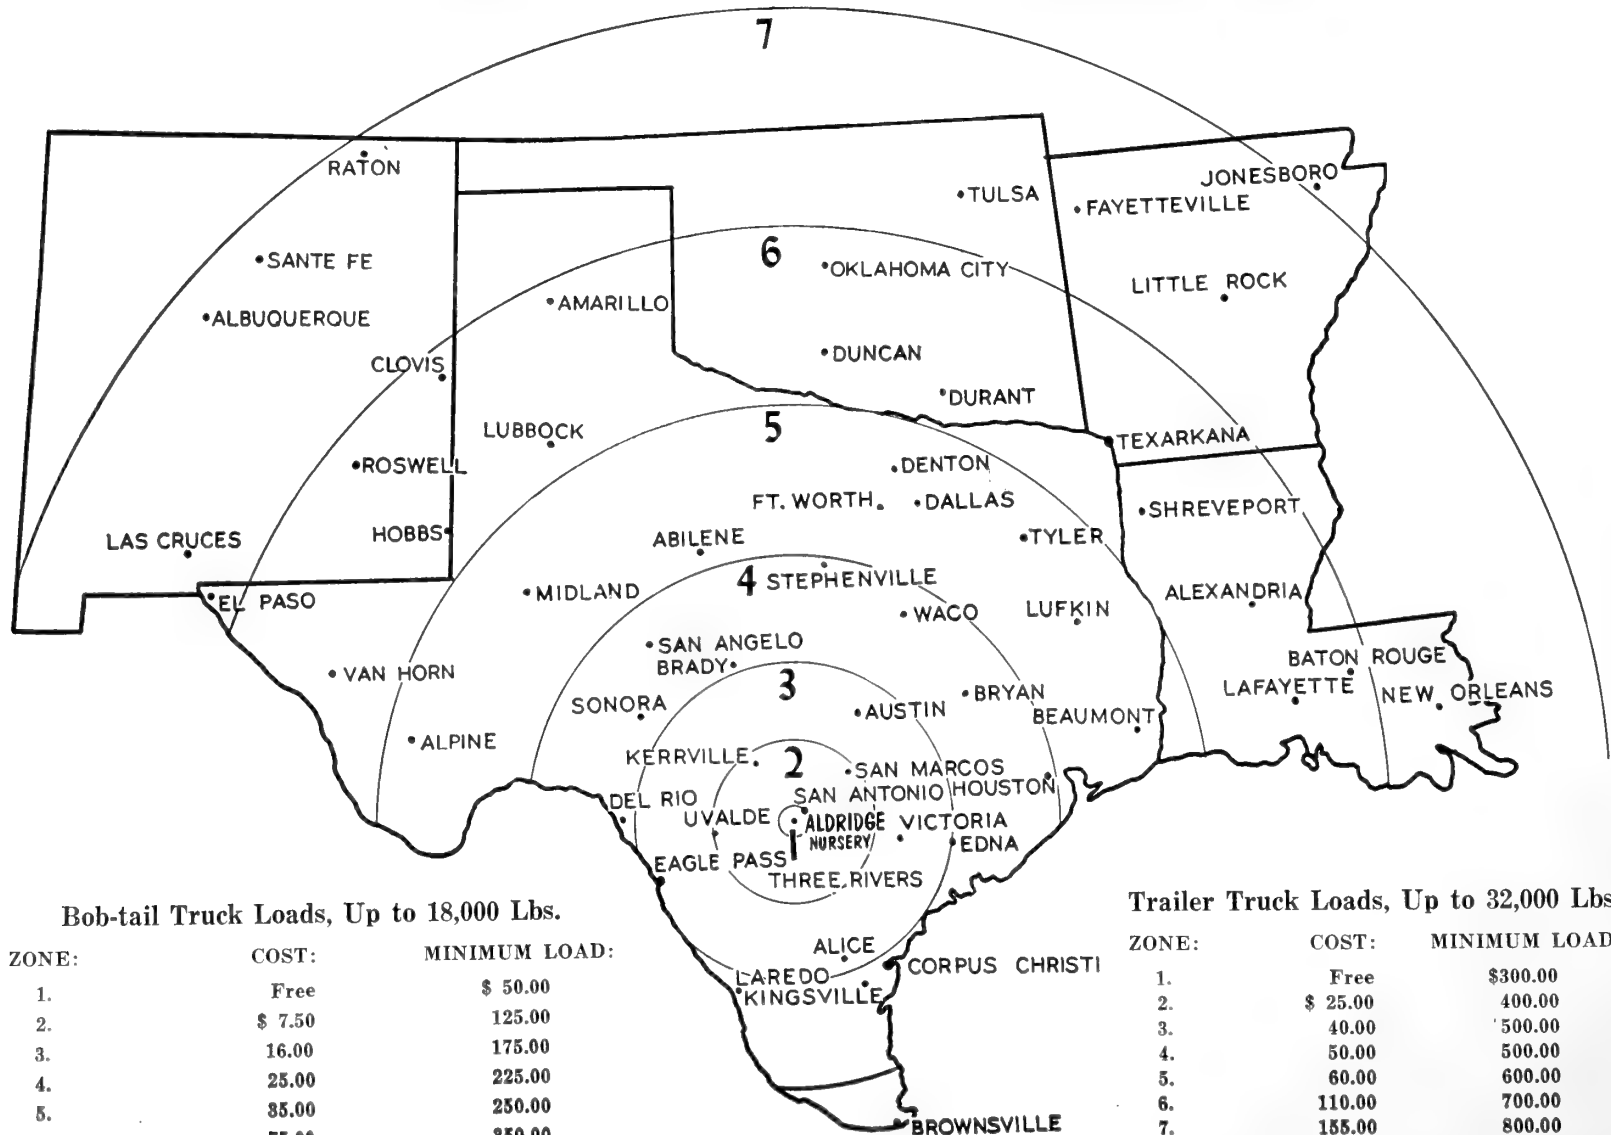 7
RATON
JONESBORO
TULSA
FAYETTEVILLE
6
SANTE FE
OKLAHOMA CITY
LITTLE ROCK
AMARILLO
ALBUQUERQUE
DUNCAN
CLOVIS
DURANT
5
LUBBOCK
TEXARKANA
ROSWELL
DENTON
FT. WORTH
DALLAS
SHREVEPORT
HOBBS
ABILENE
TYLER
LAS CRUCES
4
STEPHENVILLE
MIDLAND
ALEXANDRIA
EL PASO
WACO
LUFKIN
SAN ANGELO
BRADY
BATON ROUGE
VAN HORN
3
LAFAYETTE
NEW ORLEANS
BRYAN
SONORA
AUSTIN
BEAUMONT
ALPINE
KERRVILLE
2
SAN MARCOS
SAN ANTONIO
HOUSTON
DEL RIO
UVALDE
ALDRIDGE
NURSERY
VICTORIA
EDNA
EAGLE PASS
THREE RIVERS
ALICE
CORPUS CHRISTI
LAREDO
KINGSVILLE
BROWNSVILLE
Bob-tail Truck Loads, Up to 18,000 Lbs.
ZONE: COST: MINIMUM LOAD:
1. Free $ 50.00
2. $ 7.50 125.00
3. 16.00 175.00
4. 25.00 225.00
5. 35.00 250.00
Trailer Truck Loads, Up to 32,000 Lbs
ZONE: COST: MINIMUM LOAD
1. Free $300.00
2. $ 25.00 400.00
3. 40.00 500.00
4. 50.00 500.00
5. 60.00 600.00
6. 110.00 700.00
7. 155.00 800.00